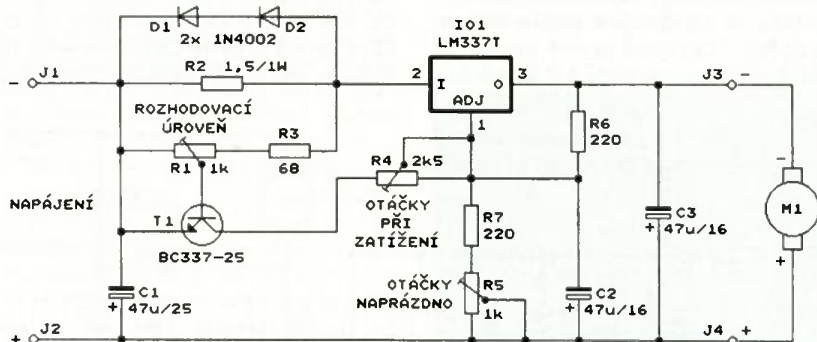 D1
D2
2x 1N4002
IO1
LM337T
- J1
R2 1,5/1W
2
I
O
3
ADJ
1
J3 -
ROZHODOVACÍ
ÚROVEŇ
R3
R1
1k
68
R4
2k5
R6
220
NAPÁJENÍ
T1
BC337-25
OTÁČKY
PŘI
ZATÍŽENÍ
R7
220
C3
+ 47u/16
-
M1
+
OTÁČKY
NAPRÁZDNO
R5
1k
C1
+ 47u/25
C2
+ 47u/16
+ J2
J4 +